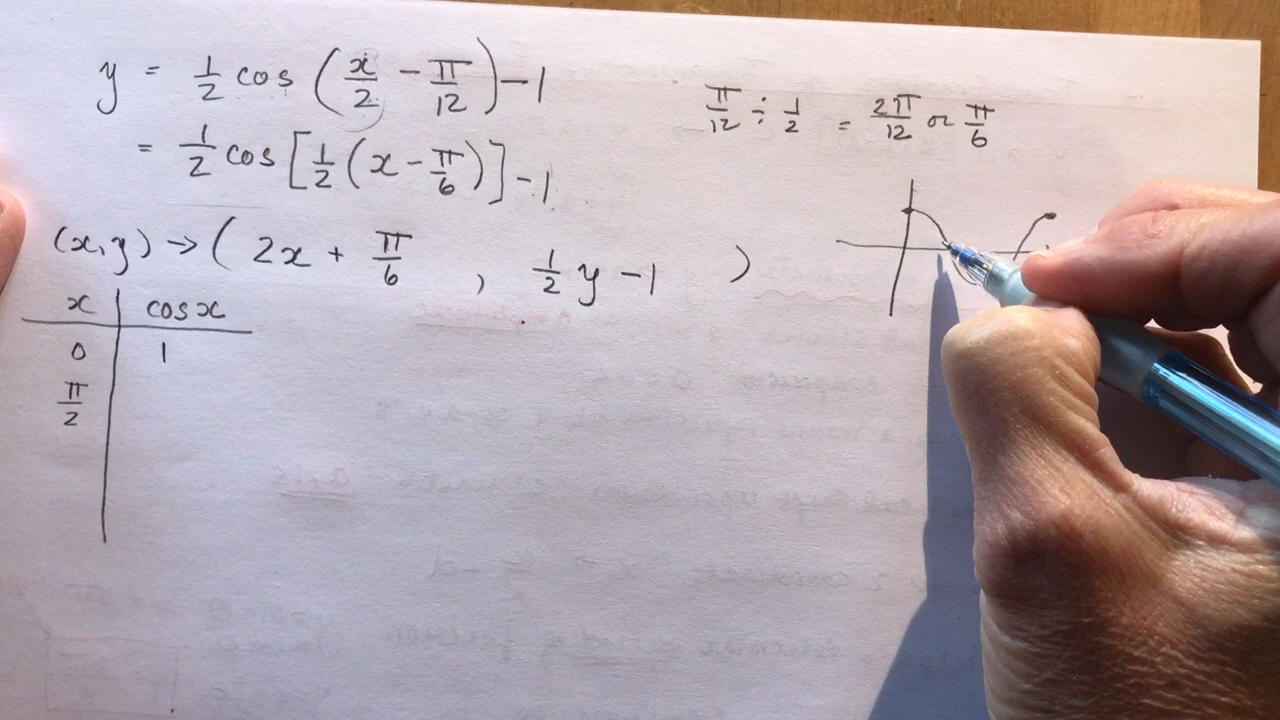 y = 1/2 cos (x/2 - π/12) - 1
= 1/2 cos [1/2 (x - π/6)] - 1
π/12 ÷ 1/2 = 2π/12 or π/6
(x,y) → ( 2x + π/6 , 1/2 y - 1 )
x | cos x
0 | 1
π/2